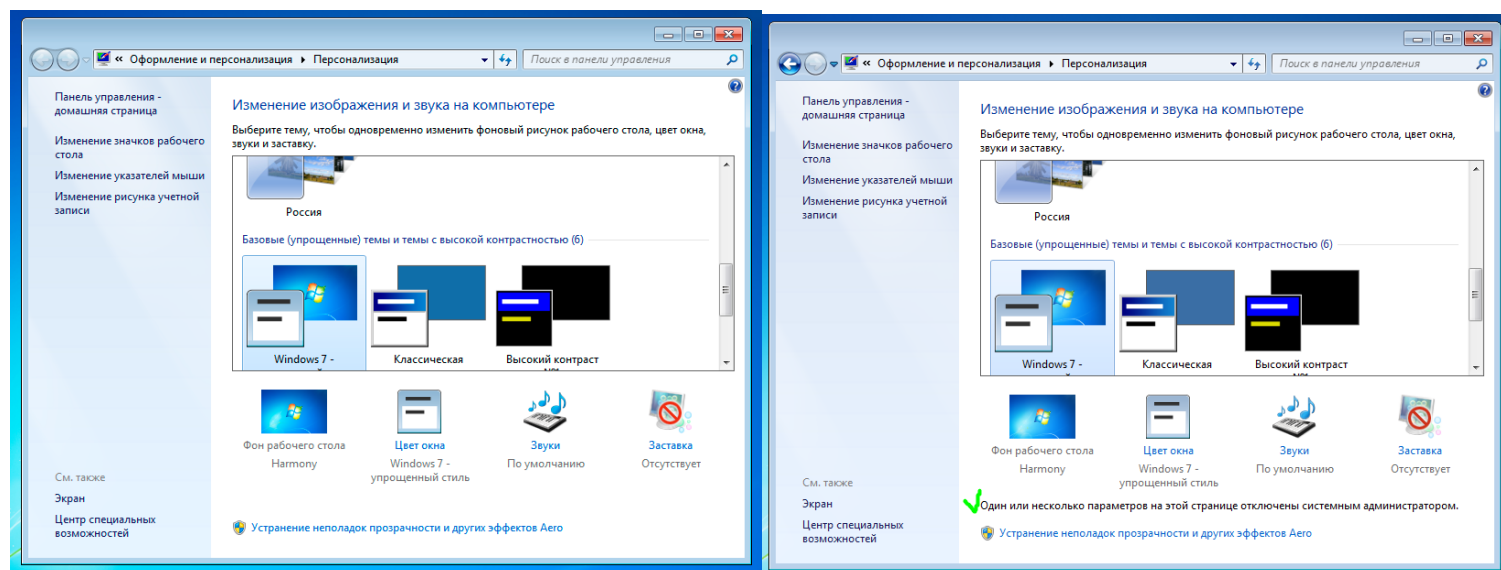 Оформление и персонализация Персонализация
Поиск в панели управления
Панель управления -
домашняя страница
Изменение значков рабочего
стола
Изменение указателей мыши
Изменение рисунка учетной
записи
См. также
Экран
Центр специальных
возможностей
Изменение изображения и звука на компьютере
Выберите тему, чтобы одновременно изменить фоновый рисунок рабочего стола, цвет окна,
звуки и заставку.
Россия
Базовые (упрощенные) темы и темы с высокой контрастностью (6)
Windows 7 -
Классическая
Высокий контраст
Фон рабочего стола
Harmony
Цвет окна
Windows 7 -
упрощенный стиль
Звуки
По умолчанию
Заставка
Отсутствует
Устранение неполадок прозрачности и других эффектов Aero
Оформление и персонализация Персонализация
Поиск в панели управления
Панель управления -
домашняя страница
Изменение значков рабочего
стола
Изменение указателей мыши
Изменение рисунка учетной
записи
См. также
Экран
Центр специальных
возможностей
Изменение изображения и звука на компьютере
Выберите тему, чтобы одновременно изменить фоновый рисунок рабочего стола, цвет окна,
звуки и заставку.
Россия
Базовые (упрощенные) темы и темы с высокой контрастностью (6)
Windows 7 -
Классическая
Высокий контраст
Фон рабочего стола
Harmony
Цвет окна
Windows 7 -
упрощенный стиль
Звуки
По умолчанию
Заставка
Отсутствует
Один или несколько параметров на этой странице отключены системным администратором.
Устранение неполадок прозрачности и других эффектов Aero